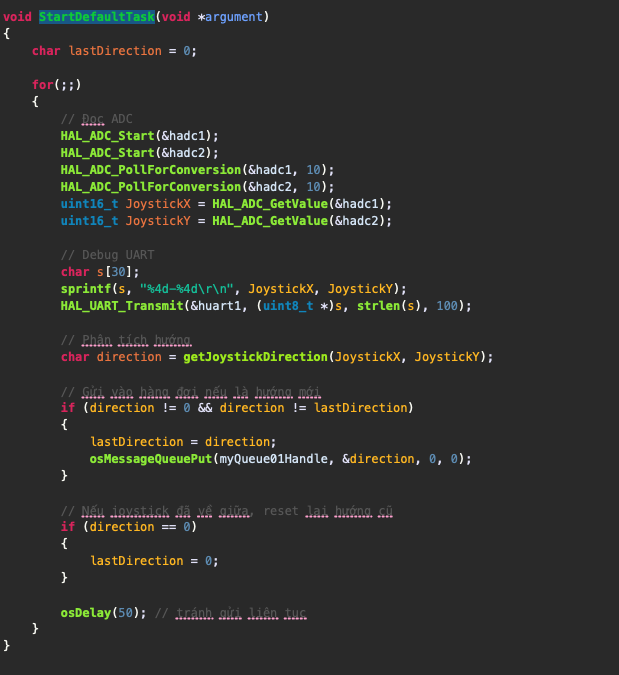 void StartDefaultTask(void *argument)
{
    char lastDirection = 0;

    for(;;)
    {
        // Đọc ADC
        HAL_ADC_Start(&hadc1);
        HAL_ADC_Start(&hadc2);
        HAL_ADC_PollForConversion(&hadc1, 10);
        HAL_ADC_PollForConversion(&hadc2, 10);
        uint16_t JoystickX = HAL_ADC_GetValue(&hadc1);
        uint16_t JoystickY = HAL_ADC_GetValue(&hadc2);

        // Debug UART
        char s[30];
        sprintf(s, "%4d-%4d\r\n", JoystickX, JoystickY);
        HAL_UART_Transmit(&huart1, (uint8_t *)s, strlen(s), 100);

        // Phân tích hướng
        char direction = getJoystickDirection(JoystickX, JoystickY);

        // Gửi vào hàng đợi nếu là hướng mới
        if (direction != 0 && direction != lastDirection)
        {
            lastDirection = direction;
            osMessageQueuePut(myQueue01Handle, &direction, 0, 0);
        }

        // Nếu joystick đã về giữa, reset lại hướng cũ
        if (direction == 0)
        {
            lastDirection = 0;
        }

        osDelay(50); // tránh gửi liên tục
    }
}